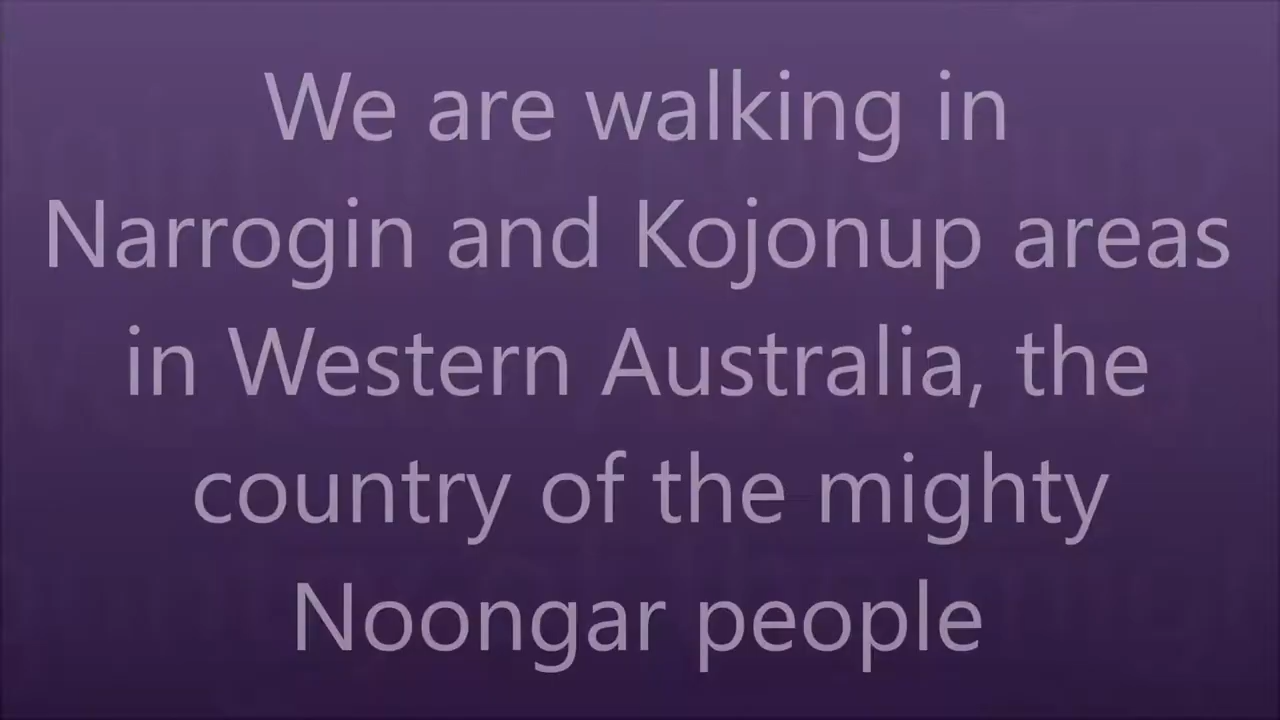 We are walking in
Narrogin and Kojonup areas
in Western Australia, the
country of the mighty
Noongar people